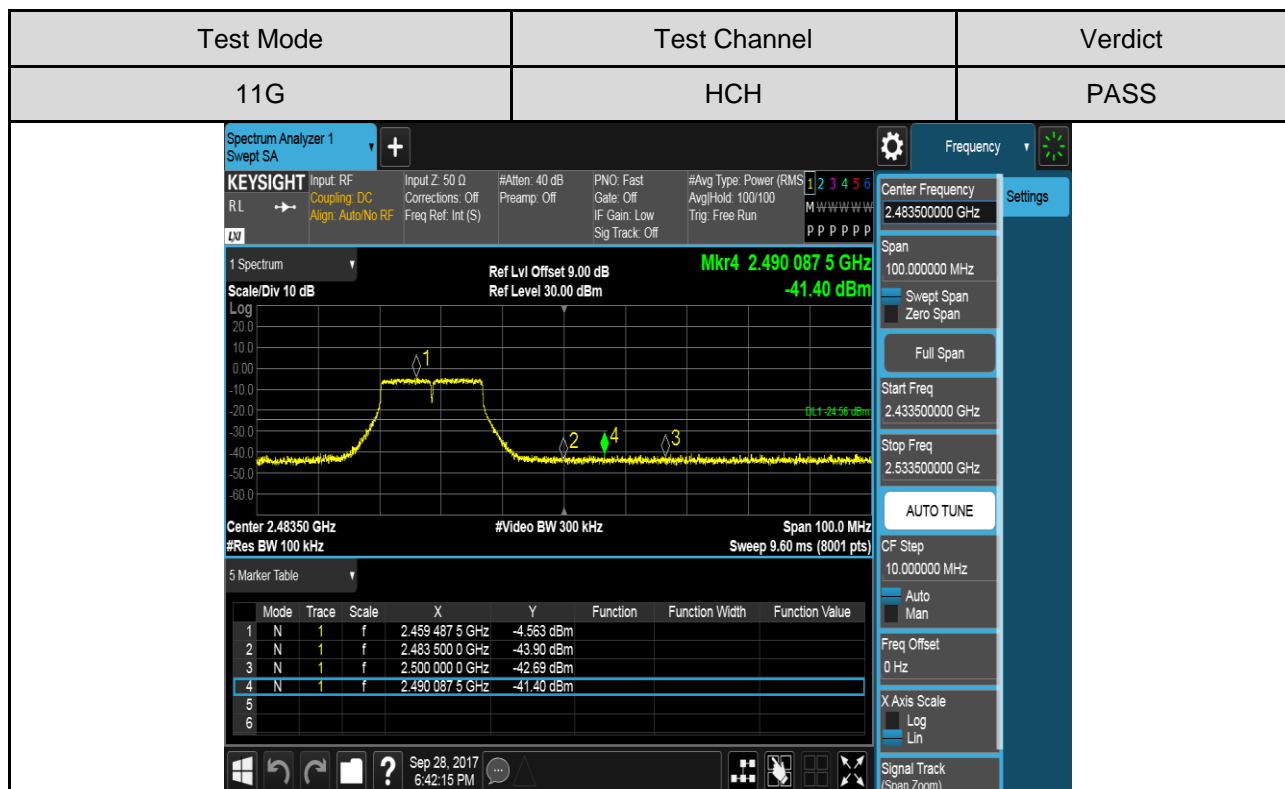 Test Mode Test Channel Verdict
11G HCH PASS
Spectrum Analyzer 1
Swept SA
Frequency
KEYSIGHT Input: RF Input Z: 50 Ω #Atten: 40 dB PNO: Fast #Avg Type: Power (RMS 1 2 3 4 5 6
RL Coupling: DC Corrections: Off Preamp: Off Gate: Off Avg|Hold: 100/100
Align: Auto/No RF Freq Ref: Int (S) IF Gain: Low Trig: Free Run M W W W W W
LXI Sig Track: Off P P P P P P
Settings
Center Frequency
2.483500000 GHz
Span
100.000000 MHz
Swept Span
Zero Span
Full Span
Start Freq
2.433500000 GHz
Stop Freq
2.533500000 GHz
AUTO TUNE
CF Step
10.000000 MHz
Auto
Man
Freq Offset
0 Hz
X Axis Scale
Log
Lin
Signal Track
(Span Zoom)
1 Spectrum Ref Lvl Offset 9.00 dB Mkr4 2.490 087 5 GHz
Scale/Div 10 dB Ref Level 30.00 dBm -41.40 dBm
Log
20.0
10.0
0.00
-10.0
-20.0
-30.0
-40.0
-50.0
-60.0
1
DL1 -24.56 dBm
2 4 3
Center 2.48350 GHz #Video BW 300 kHz Span 100.0 MHz
#Res BW 100 kHz Sweep 9.60 ms (8001 pts)
5 Marker Table
Mode Trace Scale X Y Function Function Width Function Value
1 N 1 f 2.459 487 5 GHz -4.563 dBm
2 N 1 f 2.483 500 0 GHz -43.90 dBm
3 N 1 f 2.500 000 0 GHz -42.69 dBm
4 N 1 f 2.490 087 5 GHz -41.40 dBm
5
6
? Sep 28, 2017
6:42:15 PM